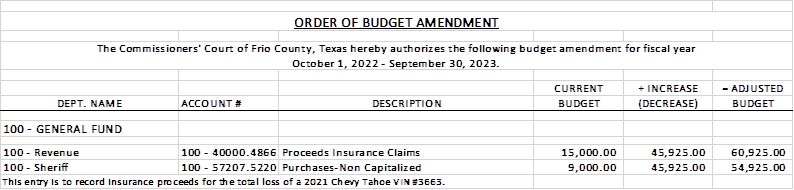 ORDER OF BUDGET AMENDMENT
The Commissioners' Court of Frio County, Texas hereby authorizes the following budget amendment for fiscal year
October 1, 2022 - September 30, 2023.
CURRENT + INCREASE = ADJUSTED
DEPT. NAME ACCOUNT # DESCRIPTION BUDGET (DECREASE) BUDGET
100 - GENERAL FUND
100 - Revenue 100 - 40000.4866 Proceeds Insurance Claims 15,000.00 45,925.00 60,925.00
100 - Sheriff 100 - 57207.5220 Purchases-Non Capitalized 9,000.00 45,925.00 54,925.00
This entry is to record insurance proceeds for the total loss of a 2021 Chevy Tahoe VIN #3663.